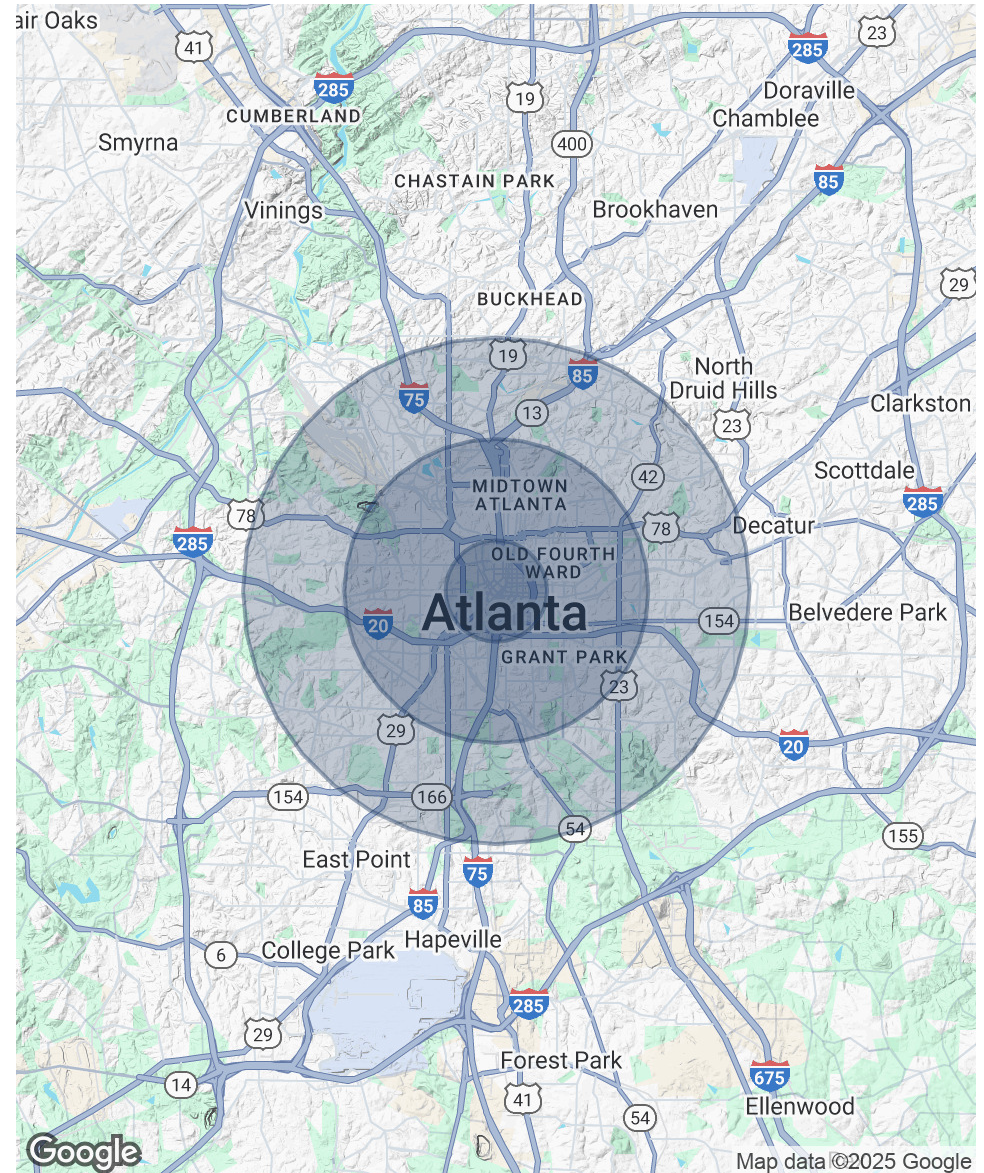 air Oaks
41
23
285
285
Doraville
19
CUMBERLAND
Chamblee
Smyrna
400
CHASTAIN PARK
85
Vinings
Brookhaven
29
BUCKHEAD
19
North
Druid Hills
85
75
13
Clarkston
23
Scottdale
42
MIDTOWN
ATLANTA
285
78
78
Decatur
285
OLD FOURTH
WARD
Atlanta
Belvedere Park
20
154
GRANT PARK
23
29
20
154
166
54
155
East Point
75
85
Hapeville
College Park
6
285
29
Forest Park
675
14
41
Ellenwood
54
Google
Map data ©2025 Google